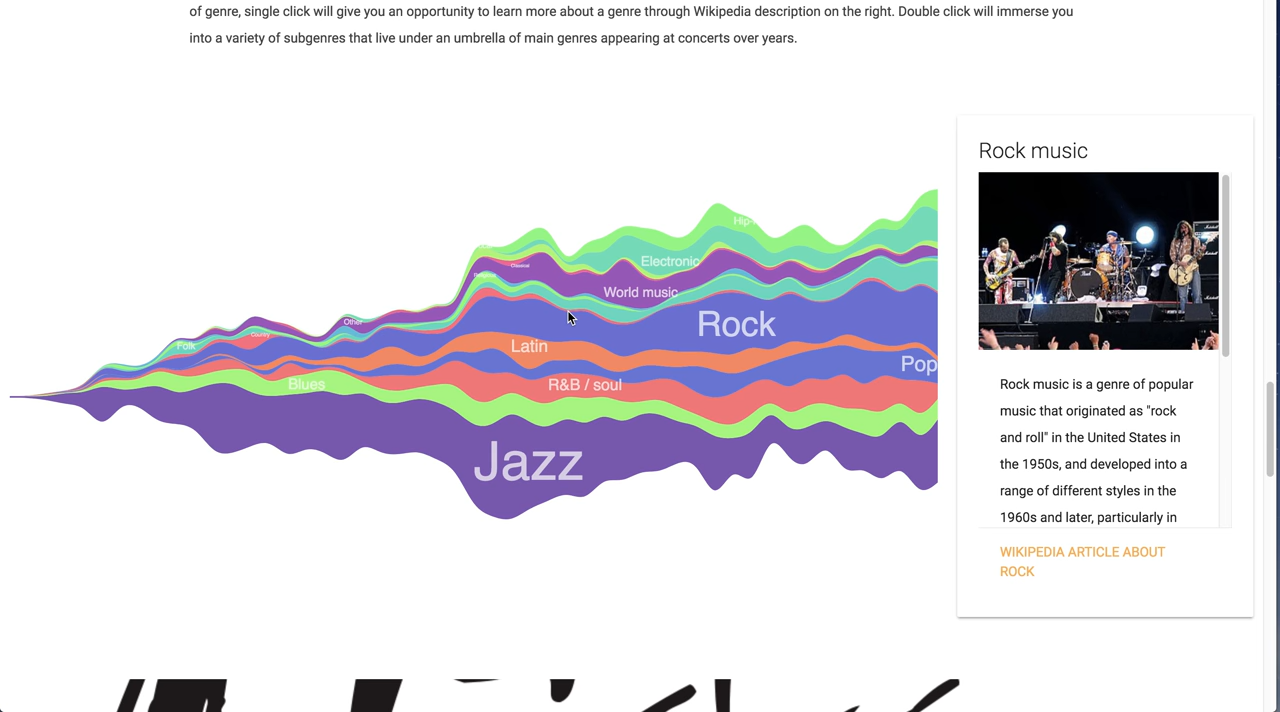 of genre, single click will give you an opportunity to learn more about a genre through Wikipedia description on the right. Double click will immerse you
into a variety of subgenres that live under an umbrella of main genres appearing at concerts over years.
Rock music
Hip-
Electronic
Classical
World music
Other
Country
Folk
Rock
Latin
Pop
Blues
R&B / soul
Jazz
Rock music is a genre of popular
music that originated as "rock
and roll" in the United States in
the 1950s, and developed into a
range of different styles in the
1960s and later, particularly in
WIKIPEDIA ARTICLE ABOUT
ROCK